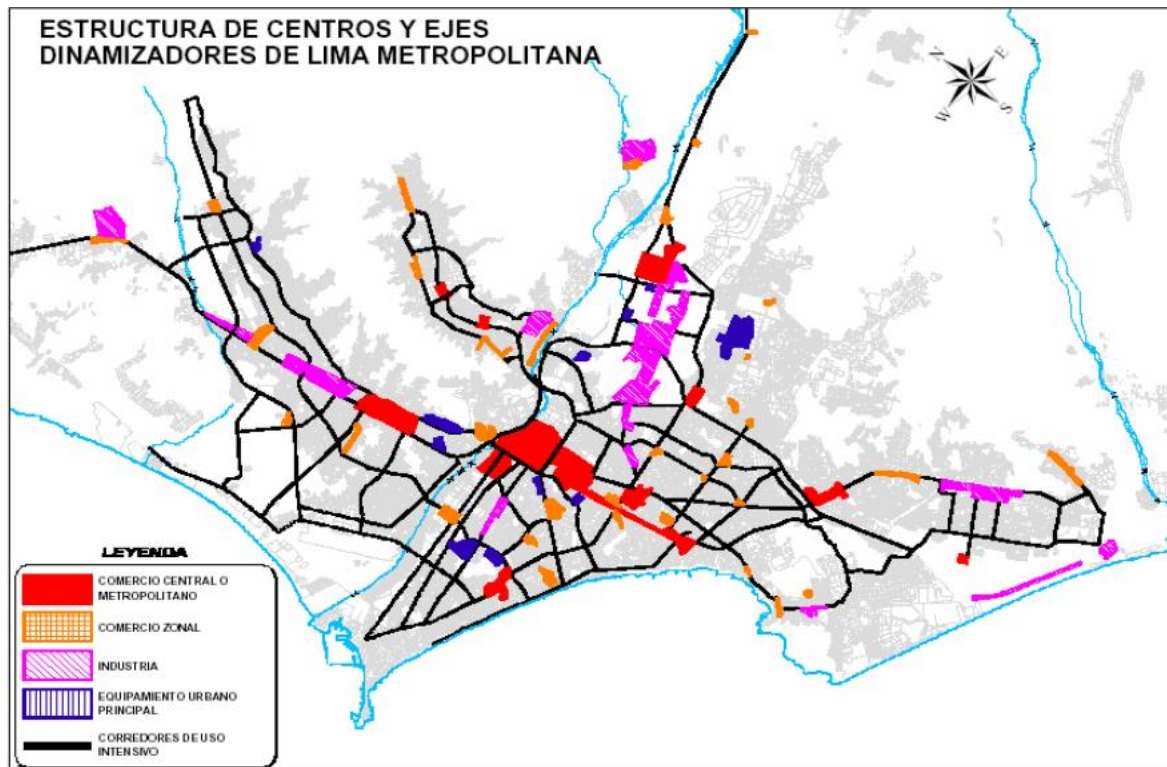 ESTRUCTURA DE CENTROS Y EJES
DINAMIZADORES DE LIMA METROPOLITANA
N
E
W
S
LEYENDA
COMERCIO CENTRAL O
METROPOLITANO
COMERCIO ZONAL
INDUSTRIA
EQUIPAMIENTO URBANO
PRINCIPAL
CORREDORES DE USO
INTENSIVO